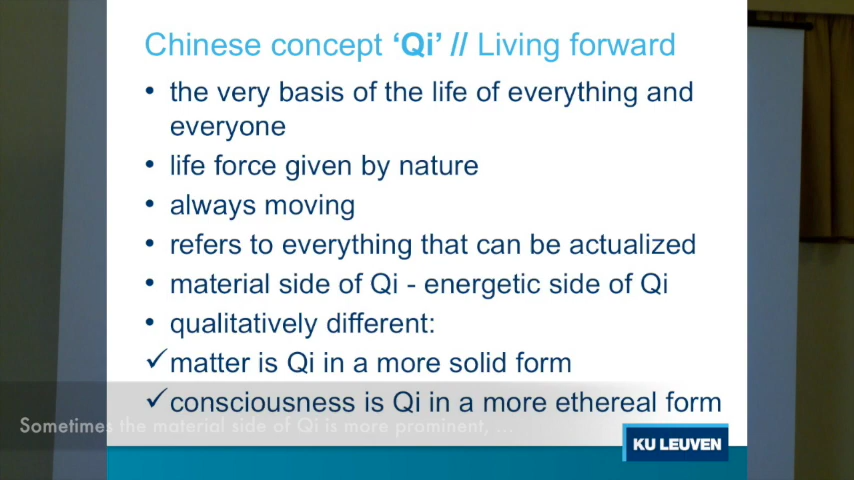 Chinese concept ‘Qi’ // Living forward
• the very basis of the life of everything and
everyone
• life force given by nature
• always moving
• refers to everything that can be actualized
• material side of Qi - energetic side of Qi
• qualitatively different:
✓ matter is Qi in a more solid form
✓ consciousness is Qi in a more ethereal form
Sometimes the material side of Qi is more prominent, ...
KU LEUVEN